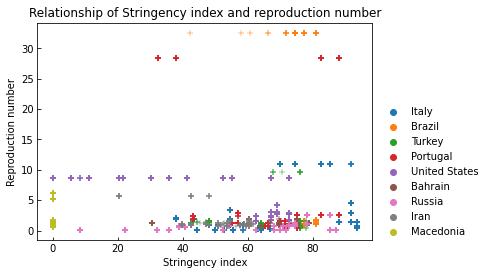 Relationship of Stringency index and reproduction number
Reproduction number
30
25
20
15
10
5
0
0
20
40
60
80
Stringency index
Italy
Brazil
Turkey
Portugal
United States
Bahrain
Russia
Iran
Macedonia